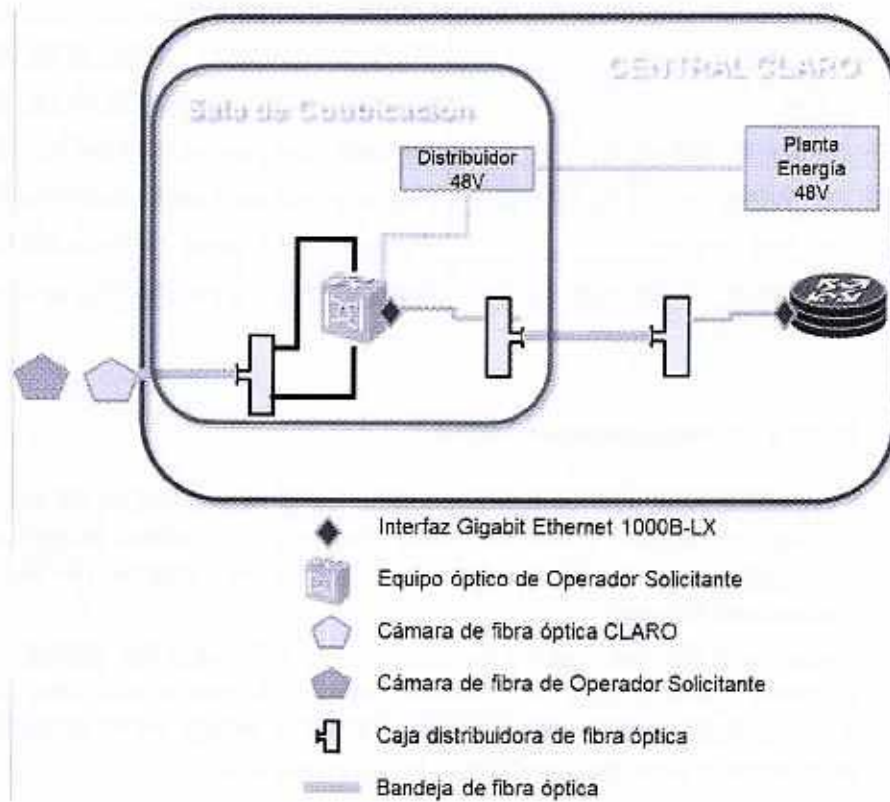 CENTRAL CLARO
Sala de Coubicación
Distribuidor
48V
Planta
Energía
48V
Interfaz Gigabit Ethernet 1000B-LX
Equipo óptico de Operador Solicitante
Cámara de fibra óptica CLARO
Cámara de fibra de Operador Solicitante
Caja distribuidora de fibra óptica
Bandeja de fibra óptica